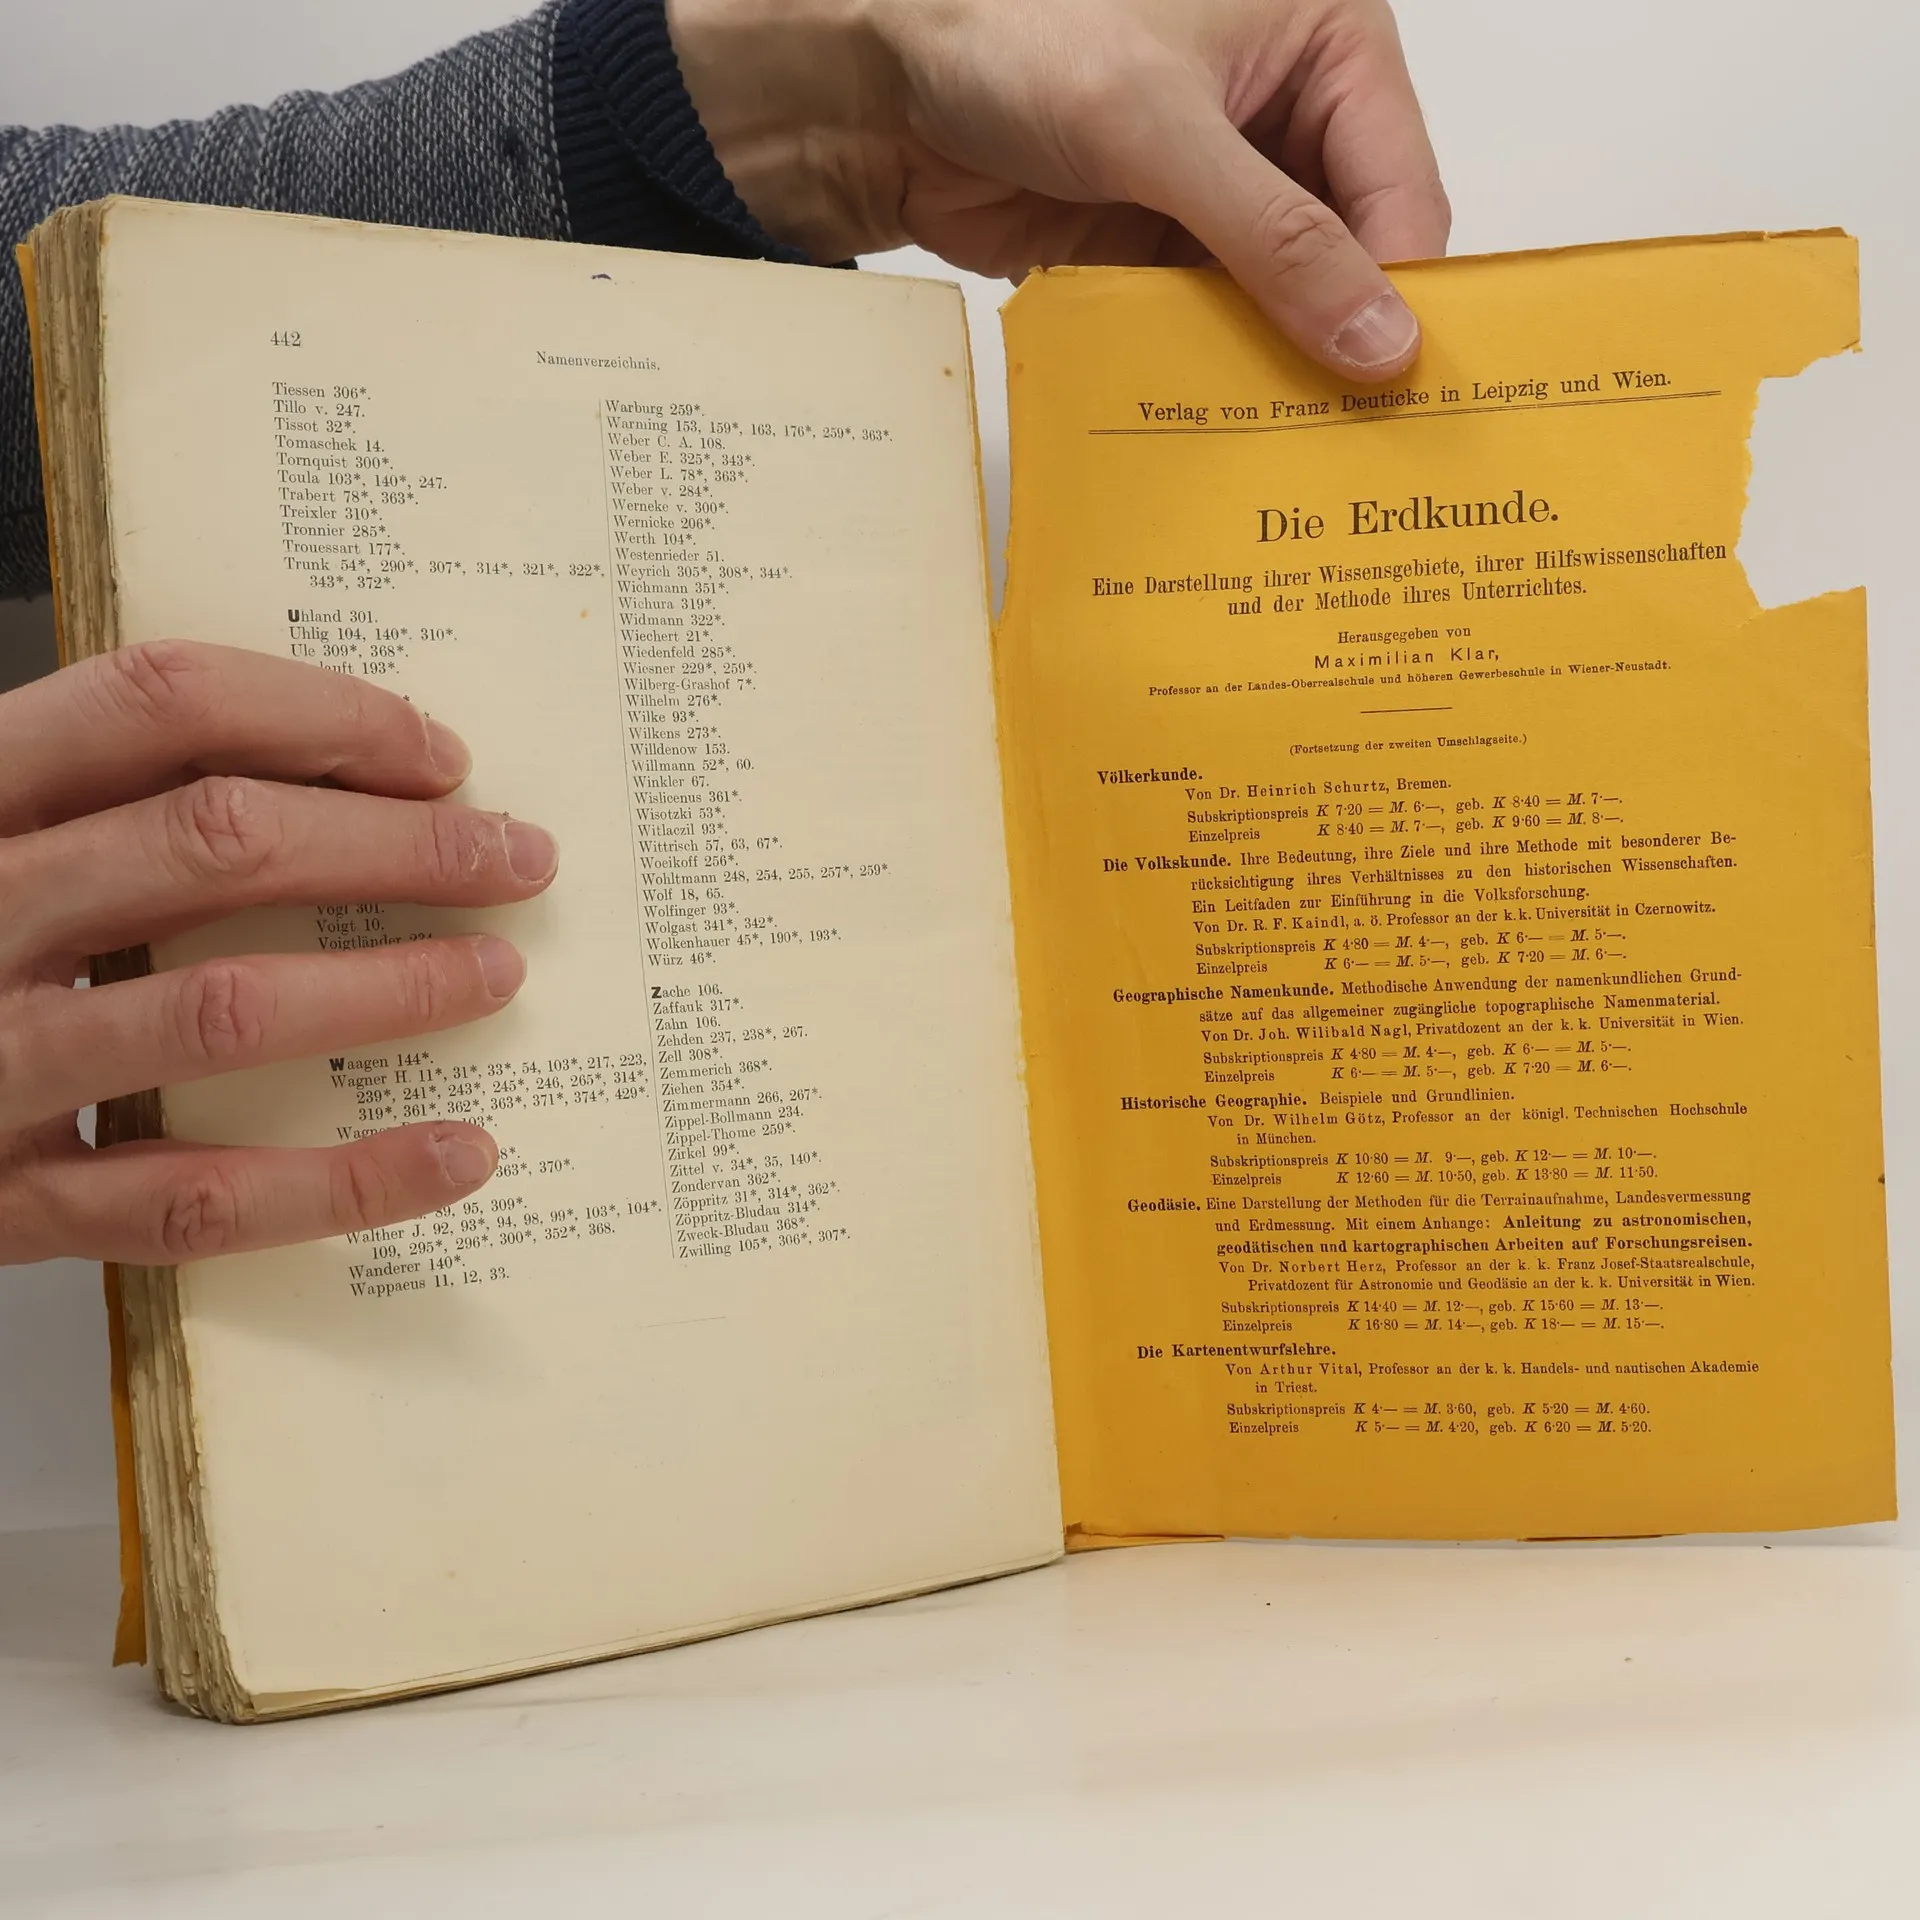 442
Namenverzeichnis.
Tiessen 306*.
Tillo v. 247.
Tissot 32*.
Tomaschek 14.
Tornquist 300*.
Toula 103*, 140*, 247.
Trabert 78*, 363*.
Treixler 310*.
Tronnier 285*.
Trouessart 177*.
Trunk 54*, 290*, 307*, 314*, 321*, 322*,
343*, 372*.
Uhland 301.
Uhlig 104, 140*. 310*.
Ule 309*, 368*.
193*.
Vogt 301.
Voigt 10.
Voigtländer
Waagen 144*.
Wagner H. 11*, 31*, 33*, 54, 103*, 217, 223,
239*, 241*, 243*, 245*, 246, 265*, 314*,
319*, 361*, 362*, 363*, 371*, 374*, 429*.
363*, 370*.
89, 95, 309*.
Walther J. 92, 93*, 94, 98, 99*, 103*, 104*.
109, 295*, 296*, 300*, 352*, 368.
Wanderer 140*.
Wappaeus 11, 12, 33.
Warburg 259*.
Warming 153, 159*, 163, 176*, 259*, 363*.
Weber C. A. 108.
Weber E. 325*, 343*.
Weber L. 78*, 363*.
Weber v. 284*.
Werneke v. 300*.
Wernicke 206*.
Werth 104*.
Westenrieder 51.
Weyrich 305*, 308*, 344*.
Wichmann 351*.
Wichura 319*.
Widmann 322*.
Wiechert 21*.
Wiedenfeld 285*.
Wiesner 229*, 259*.
Wilberg-Grashof 7*.
Wilhelm 276*.
Wilke 93*.
Wilkens 273*.
Willdenow 153.
Willmann 52*, 60.
Winkler 67.
Wislicenus 361*.
Wisotzki 53*.
Witlaczil 93*.
Wittrisch 57, 63, 67*.
Woeikoff 256*.
Wohltmann 248, 254, 255, 257*, 259*.
Wolf 18, 65.
Wolfinger 93*.
Wolgast 341*, 342*.
Wolkenhauer 45*, 190*, 193*.
Würz 46*.
Zache 106.
Zaffauk 317*.
Zahn 106.
Zehden 237, 238*, 267.
Zell 308*.
Zemmerich 368*.
Ziehen 354*.
Zimmermann 266, 267*.
Zippel-Bollmann 234.
Zippel-Thome 259*.
Zirkel 99*.
Zittel v. 34*, 35, 140*.
Zondervan 362*.
Zöppritz 31*, 314*, 362*.
Zöppritz-Bludau 314*.
Zweck-Bludau 368*.
Zwilling 105*, 306*, 307*.
Verlag von Franz Deuticke in Leipzig und Wien.
Die Erdkunde.
Eine Darstellung ihrer Wissensgebiete, ihrer Hilfswissenschaften
und der Methode ihres Unterrichtes.
Herausgegeben von
Maximilian Klar,
Professor an der Landes-Oberrealschule und höheren Gewerbeschule in Wiener-Neustadt.
(Fortsetzung der zweiten Umschlagseite.)
Völkerkunde.
Von Dr. Heinrich Schurtz, Bremen.
Subskriptionspreis K 7·20 = M. 6·—, geb. K 8·40 = M. 7·—.
Einzelpreis K 8·40 = M. 7·—, geb. K 9·60 = M. 8·—.
Die Volkskunde. Ihre Bedeutung, ihre Ziele und ihre Methode mit besonderer Be-
rücksichtigung ihres Verhältnisses zu den historischen Wissenschaften.
Ein Leitfaden zur Einführung in die Volksforschung.
Von Dr. R. F. Kaindl, a. ö. Professor an der k. k. Universität in Czernowitz.
Subskriptionspreis K 4·80 = M. 4·—, geb. K 6·— = M. 5·—.
Einzelpreis K 6·— = M. 5·—, geb. K 7·20 = M. 6·—.
Geographische Namenkunde. Methodische Anwendung der namenkundlichen Grund-
sätze auf das allgemeiner zugängliche topographische Namenmaterial.
Von Dr. Joh. Wilibald Nagl, Privatdozent an der k. k. Universität in Wien.
Subskriptionspreis K 4·80 = M. 4·—, geb. K 6·— = M. 5·—.
Einzelpreis K 6·— = M. 5·—, geb. K 7·20 = M. 6·—.
Historische Geographie. Beispiele und Grundlinien.
Von Dr. Wilhelm Götz, Professor an der königl. Technischen Hochschule
in München.
Subskriptionspreis K 10·80 = M. 9·—, geb. K 12·— = M. 10·—.
Einzelpreis K 12·60 = M. 10·50, geb. K 13·80 = M. 11·50.
Geodäsie. Eine Darstellung der Methoden für die Terrainaufnahme, Landesvermessung
und Erdmessung. Mit einem Anhange: Anleitung zu astronomischen,
geodätischen und kartographischen Arbeiten auf Forschungsreisen.
Von Dr. Norbert Herz, Professor an der k. k. Franz Josef-Staatsrealschule,
Privatdozent für Astronomie und Geodäsie an der k. k. Universität in Wien.
Subskriptionspreis K 14·40 = M. 12·—, geb. K 15·60 = M. 13·—.
Einzelpreis K 16·80 = M. 14·—, geb. K 18·— = M. 15·—.
Die Kartenentwurfslehre.
Von Arthur Vital, Professor an der k. k. Handels- und nautischen Akademie
in Triest.
Subskriptionspreis K 4·— = M. 3·60, geb. K 5·20 = M. 4·60.
Einzelpreis K 5·— = M. 4·20, geb. K 6·20 = M. 5·20.